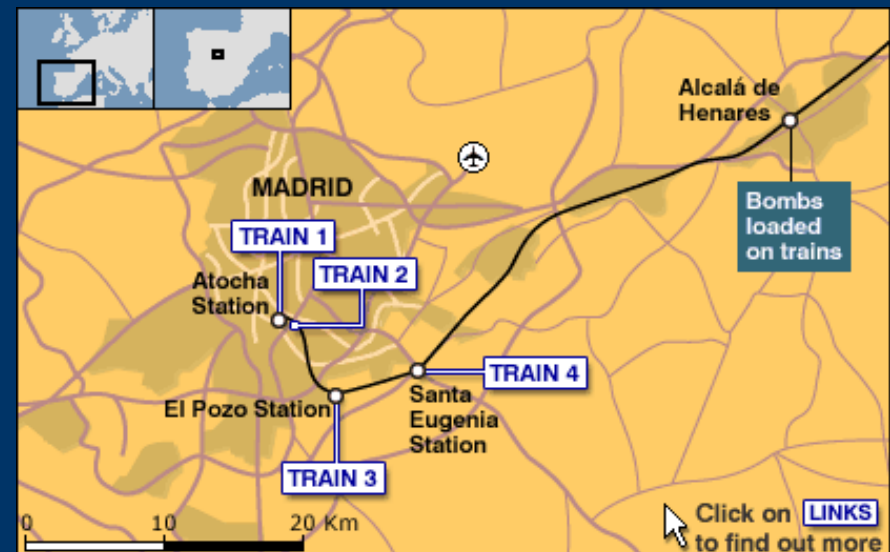 Alcalá de
Henares
MADRID
Bombs
loaded
on trains
TRAIN 1
TRAIN 2
Atocha
Station
TRAIN 4
El Pozo Station
Santa
Eugenia
Station
TRAIN 3
0 10 20 Km
Click on LINKS
to find out more